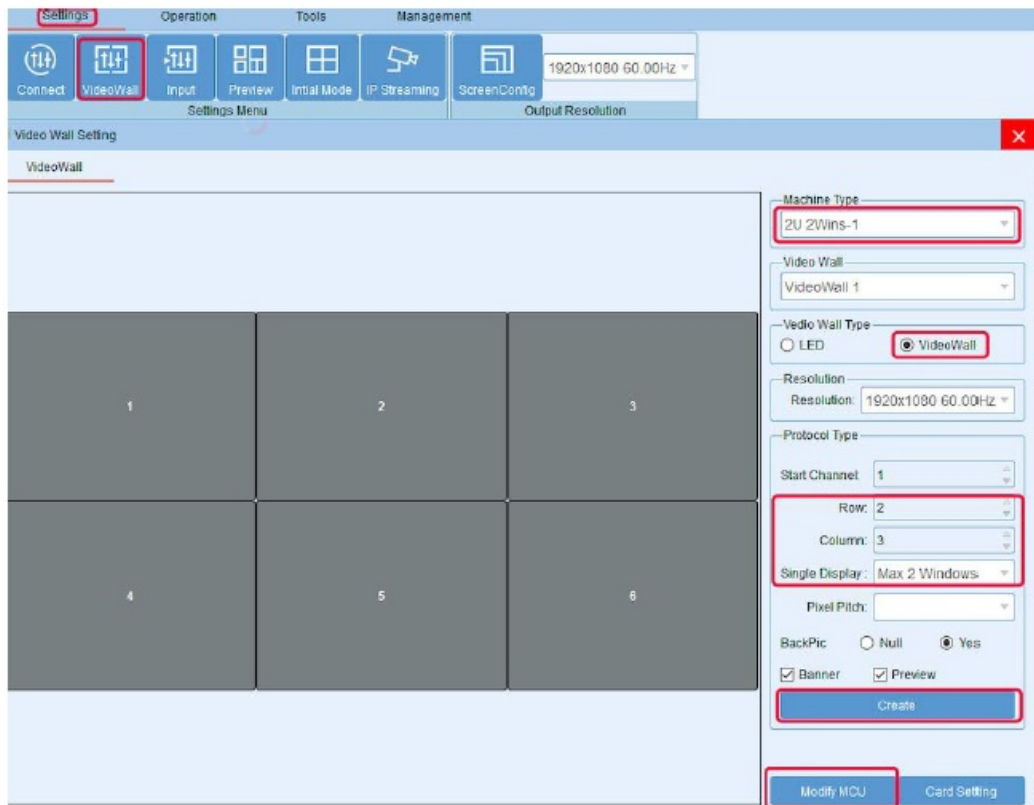 Settings Operation Tools Management
Connect VideoWall Input Preview Intial Mode IP Streaming ScreenConfig 1920x1080 60.00Hz
Settings Menu Output Resolution
Video Wall Setting
VideoWall
Machine Type
2U 2Wins-1
Video Wall
VideoWall 1
Vedio Wall Type
LED VideoWall
Resolution
Resolution: 1920x1080 60.00Hz
Protocol Type
Start Channel 1
Row: 2
Column: 3
Single Display: Max 2 Windows
Pixel Pitch:
BackPic Null Yes
Banner Preview
Create
Modify MCU Card Setting
1 2 3
4 5 6